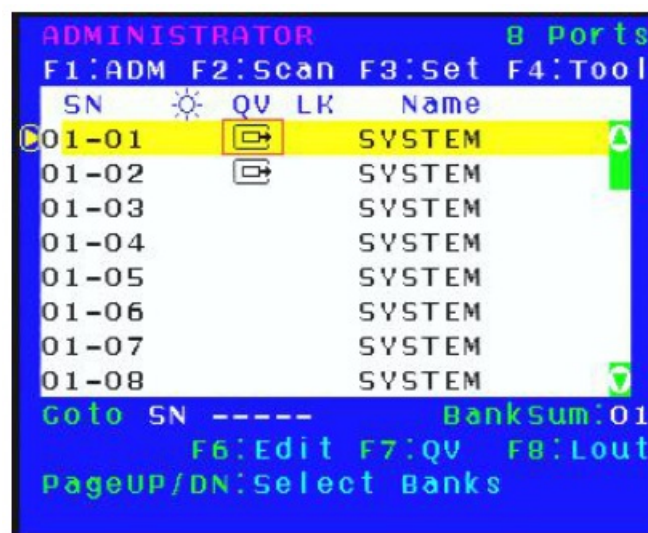 ADMINISTRATOR 8 Ports
F1:ADM F2:Scan F3:Set F4:Tool
SN QV LK Name
01-01 SYSTEM
01-02 SYSTEM
01-03 SYSTEM
01-04 SYSTEM
01-05 SYSTEM
01-06 SYSTEM
01-07 SYSTEM
01-08 SYSTEM
Goto SN ----- BankSum:01
F6:Edit F7:QV F8:Lout
PageUP/DN:Select Banks